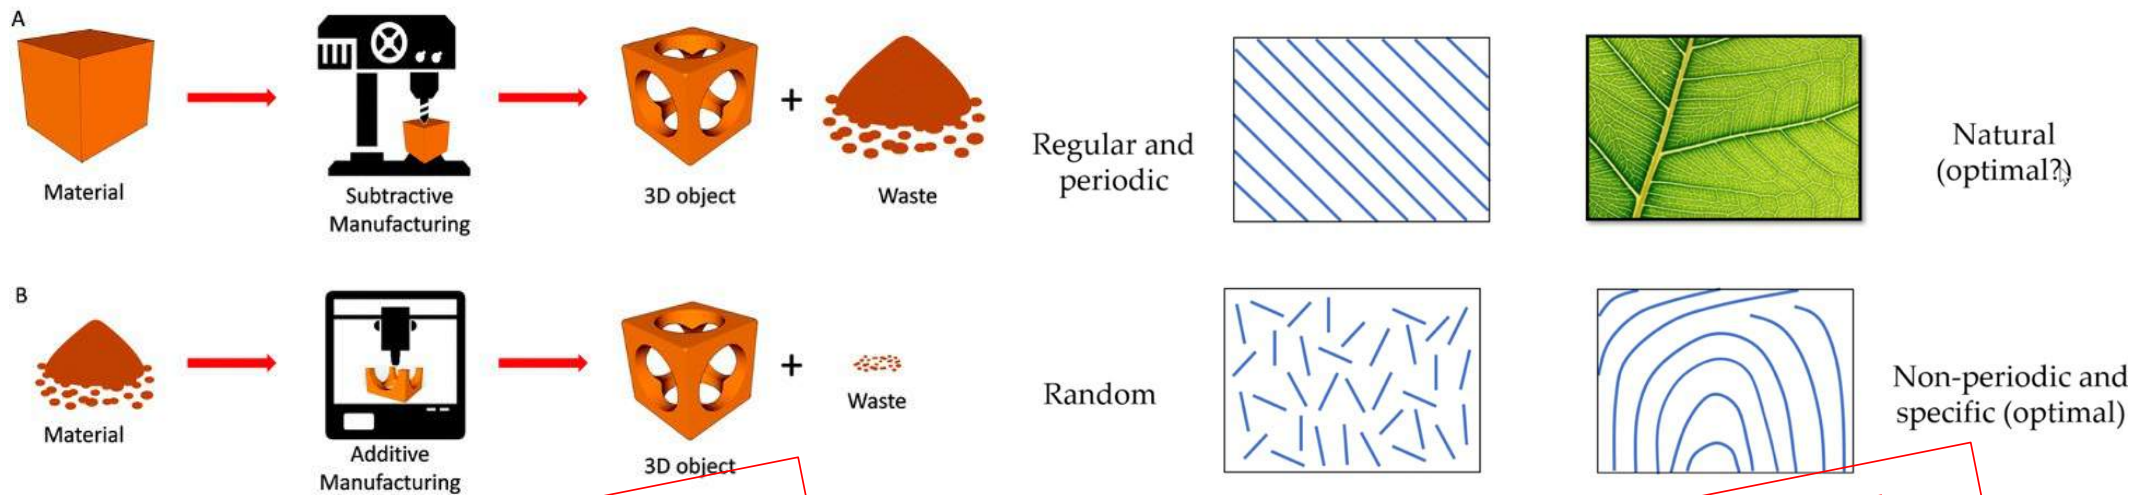 A
Material
Subtractive
Manufacturing
3D object
+
Waste
Regular and
periodic
Natural
(optimal?)
B
Material
Additive
Manufacturing
3D object
+
Waste
Random
Non-periodic and
specific (optimal)